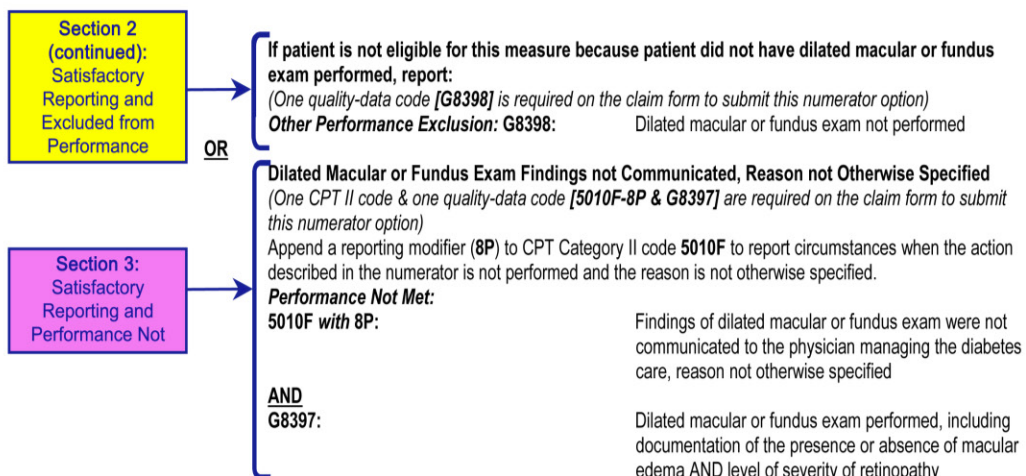 Section 2
(continued):
Satisfactory
Reporting and
Excluded from
Performance
If patient is not eligible for this measure because patient did not have dilated macular or fundus
exam performed, report:
(One quality-data code [G8398] is required on the claim form to submit this numerator option)
Other Performance Exclusion: G8398: Dilated macular or fundus exam not performed
OR
Section 3:
Satisfactory
Reporting and
Performance Not
Dilated Macular or Fundus Exam Findings not Communicated, Reason not Otherwise Specified
(One CPT II code & one quality-data code [5010F-8P & G8397] are required on the claim form to submit
this numerator option)
Append a reporting modifier (8P) to CPT Category II code 5010F to report circumstances when the action
described in the numerator is not performed and the reason is not otherwise specified.
Performance Not Met:
5010F with 8P: Findings of dilated macular or fundus exam were not
communicated to the physician managing the diabetes
care, reason not otherwise specified
AND
G8397: Dilated macular or fundus exam performed, including
documentation of the presence or absence of macular
edema AND level of severity of retinopathy